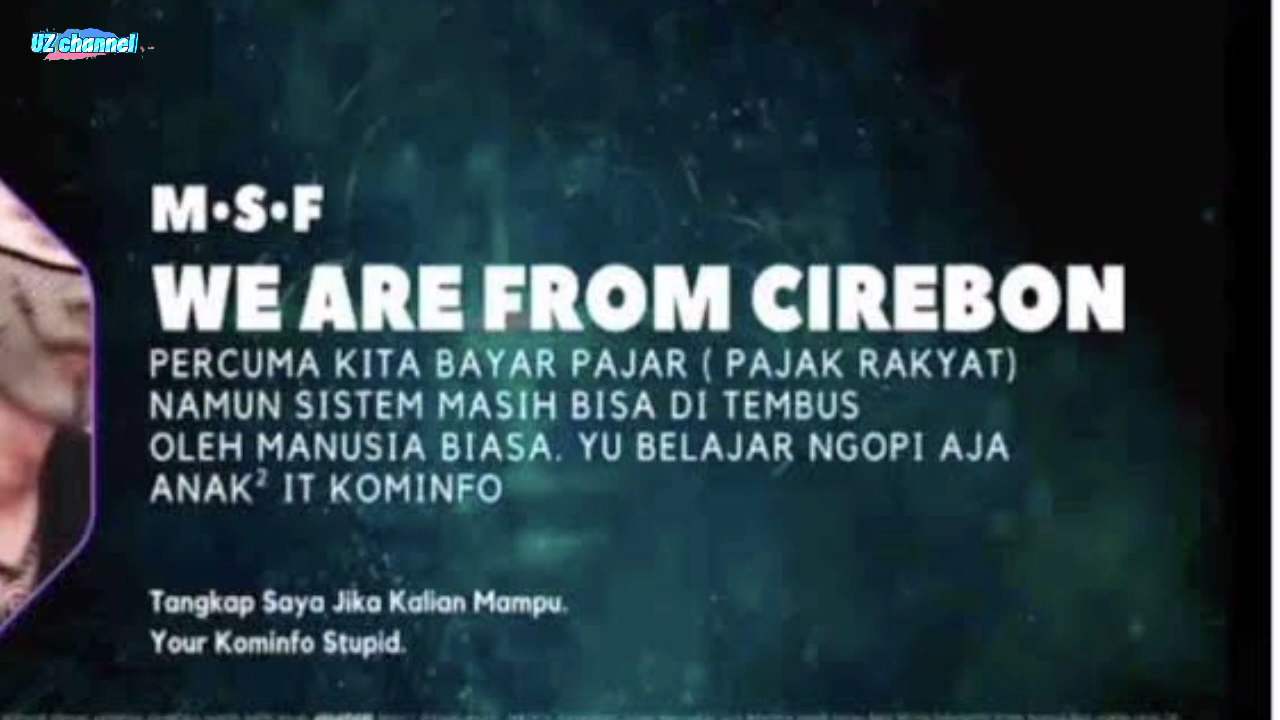 UZ channel
M•S•F
WE ARE FROM CIREBON
PERCUMA KITA BAYAR PAJAR ( PAJAK RAKYAT)
NAMUN SISTEM MASIH BISA DI TEMBUS
OLEH MANUSIA BIASA. YU BELAJAR NGOPI AJA
ANAK² IT KOMINFO
Tangkap Saya Jika Kalian Mampu.
Your Kominfo Stupid.